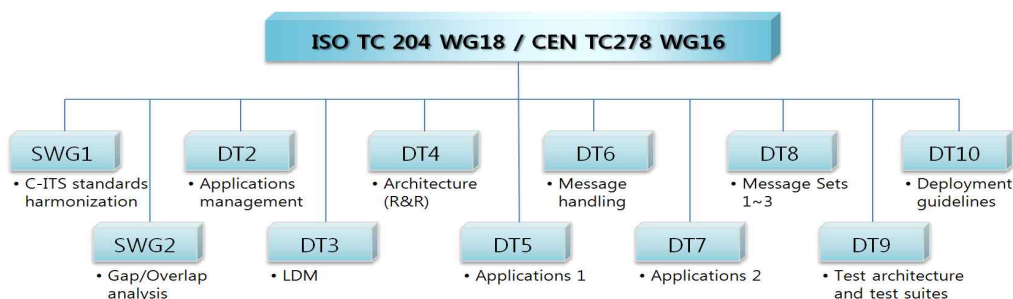 ISO TC 204 WG18 / CEN TC278 WG16
SWG1
• C-ITS standards
harmonization
DT2
• Applications
management
DT4
• Architecture
(R&R)
DT6
• Message
handling
DT8
• Message Sets
1~3
DT10
• Deployment
guidelines
SWG2
• Gap/Overlap
analysis
DT3
• LDM
DT5
• Applications 1
DT7
• Applications 2
DT9
• Test architecture
and test suites